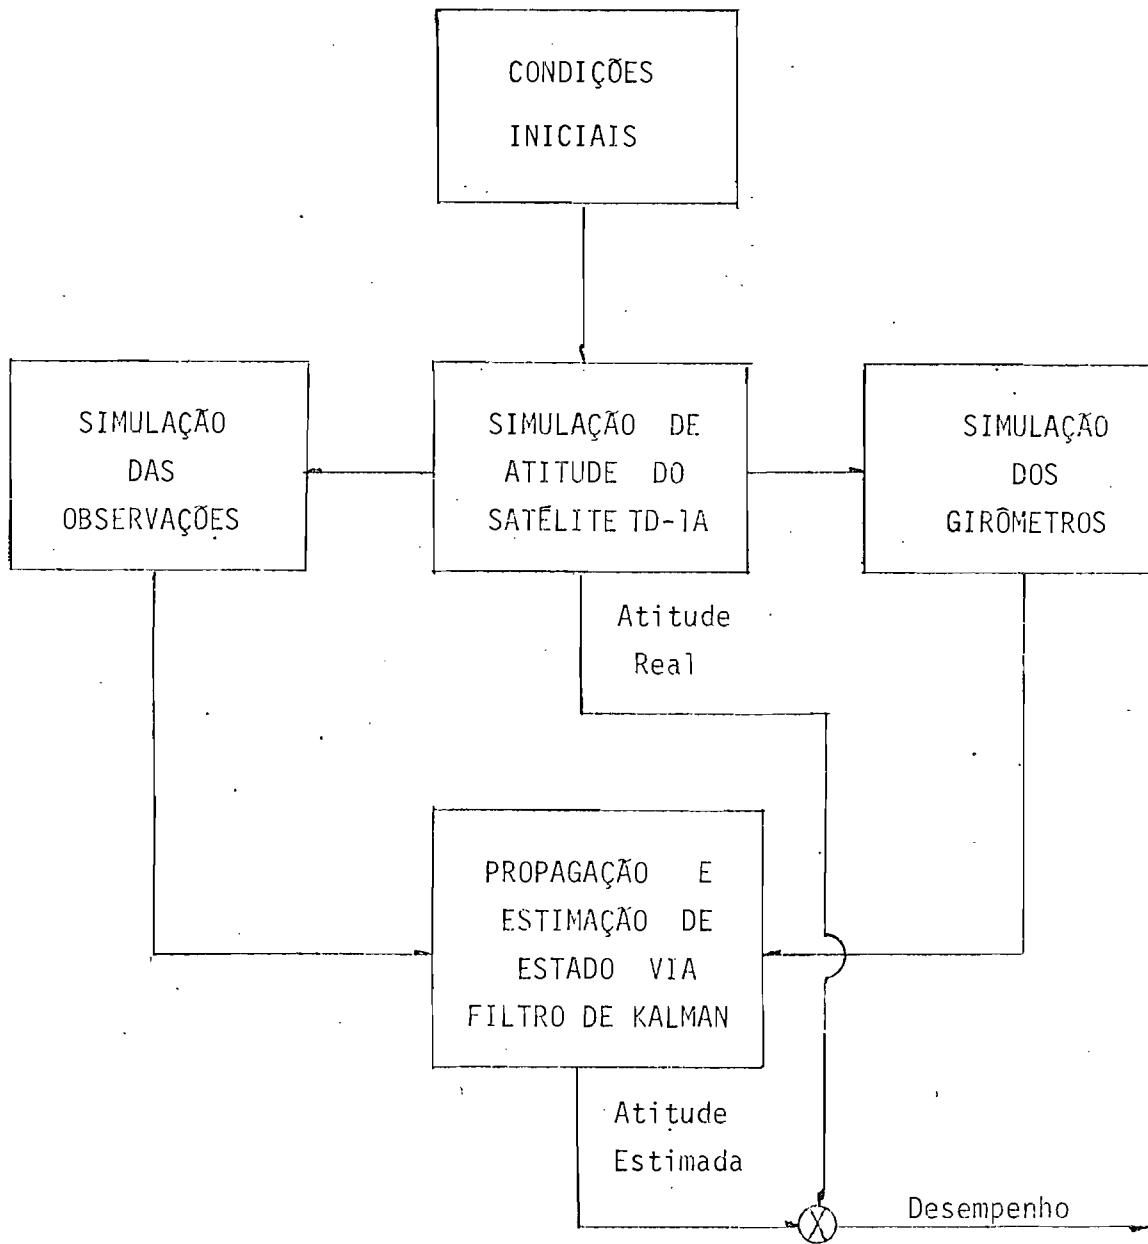 CONDIÇÕES
INICIAIS
SIMULAÇÃO
DAS
OBSERVAÇÕES
SIMULAÇÃO DE
ATITUDE DO
SATÉLITE TD-1A
SIMULAÇÃO
DOS
GIRÔMETROS
Atitude
Real
PROPAGAÇÃO E
ESTIMAÇÃO DE
ESTADO VIA
FILTRO DE KALMAN
Atitude
Estimada
X
Desempenho